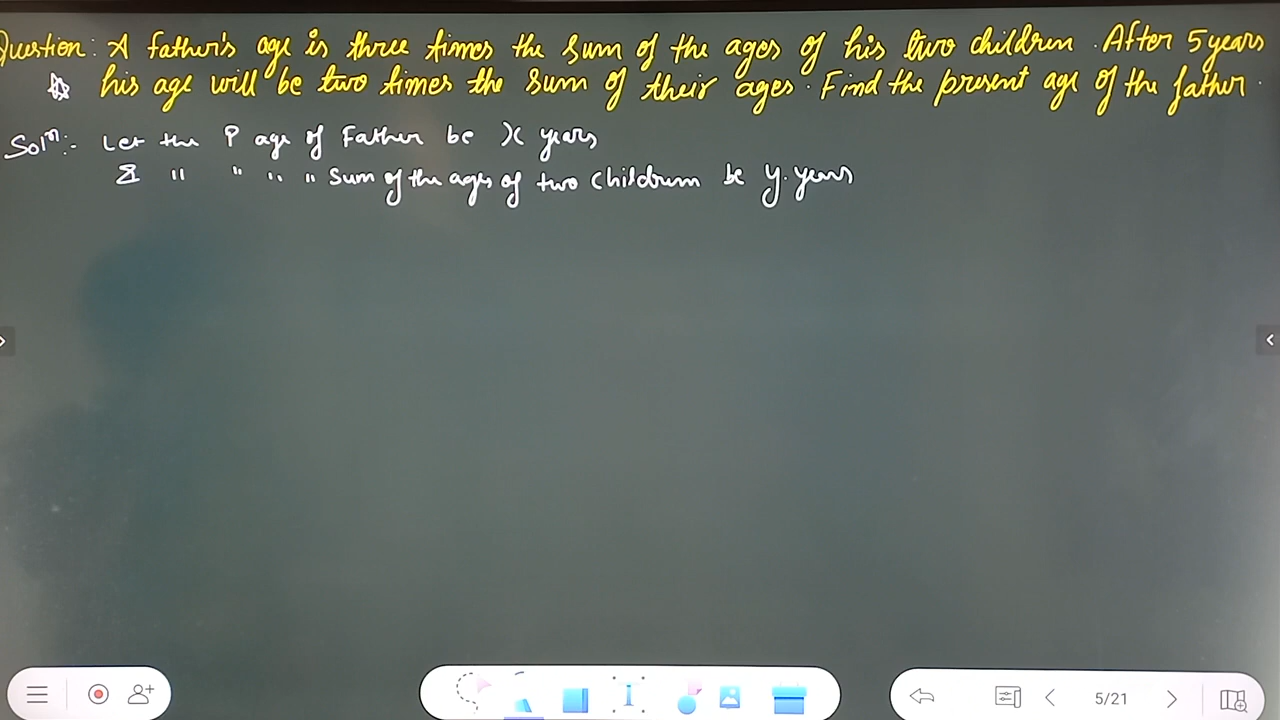 Question: A father's age is three times the sum of the ages of his two children. After 5 years
his age will be two times the sum of their ages. Find the present age of the father.
Solⁿ:- Let the P age of Father be x years
& " " " " Sum of the ages of two Children be y years
5/21